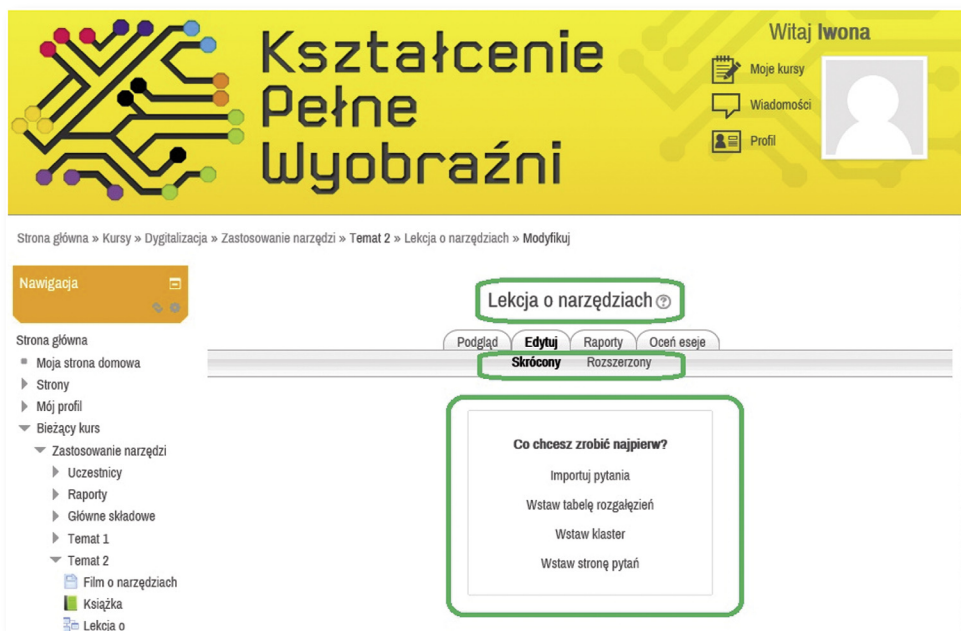 Kształcenie
Pełne
Wyobraźni
Witaj Iwona
Moje kursy
Wiadomości
Profil
Strona główna » Kursy » Dygitalizacja » Zastosowanie narzędzi » Temat 2 » Lekcja o narzędziach » Modyfikuj
Nawigacja
Strona główna
Moja strona domowa
Strony
Mój profil
Bieżący kurs
Zastosowanie narzędzi
Uczestnicy
Raporty
Główne składowe
Temat 1
Temat 2
Film o narzędziach
Książka
Lekcja o
Lekcja o narzędziach
Podgląd Edytuj Raporty Oceń eseje
Skrócony Rozszerzony
Co chcesz zrobić najpierw?
Importuj pytania
Wstaw tabelę rozgałęzień
Wstaw klaster
Wstaw stronę pytań